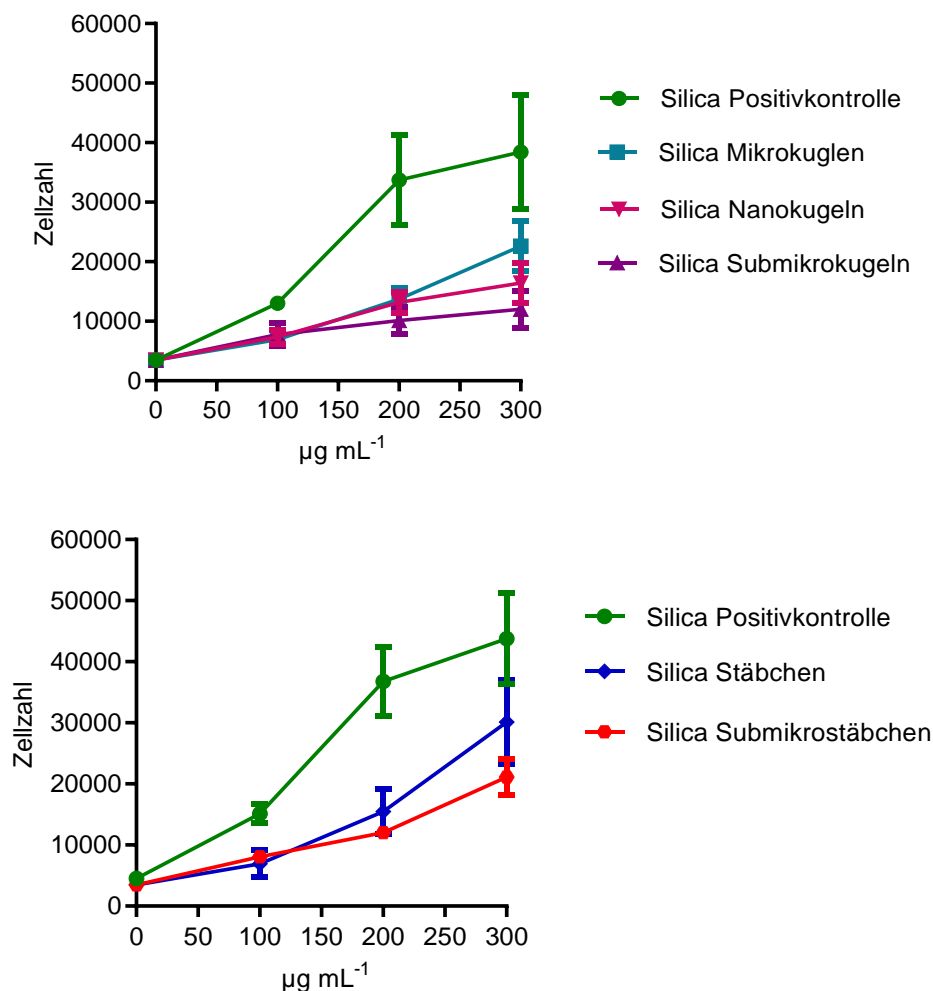 60000
50000
40000
30000
20000
10000
0
Zellzahl
0 50 100 150 200 250 300
µg mL⁻¹
Silica Positivkontrolle
Silica Mikrokuglen
Silica Nanokugeln
Silica Submikrokugeln
60000
50000
40000
30000
20000
10000
0
Zellzahl
0 50 100 150 200 250 300
µg mL⁻¹
Silica Positivkontrolle
Silica Stäbchen
Silica Submikrostäbchen